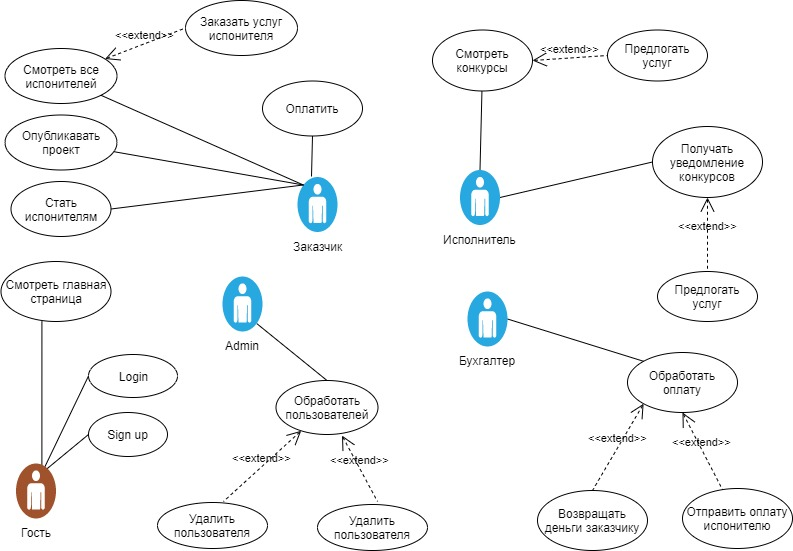 Заказать услуг
испонителя
<<extend>>
Смотреть все
испонителей
Опубликавать
проект
Стать
испонителям
Оплатить
Заказчик
Смотреть
конкурсы
<<extend>>
Предлогать
услуг
Получать
уведомление
конкурсов
<<extend>>
Предлогать
услуг
Исполнитель
Смотреть главная
страница
Login
Sign up
Гость
Admin
Обработать
пользователей
<<extend>>
<<extend>>
Удалить
пользователя
Удалить
пользователя
Бухгалтер
Обработать
оплату
<<extend>>
<<extend>>
Возвращать
деньги заказчику
Отправить оплату
испонителю